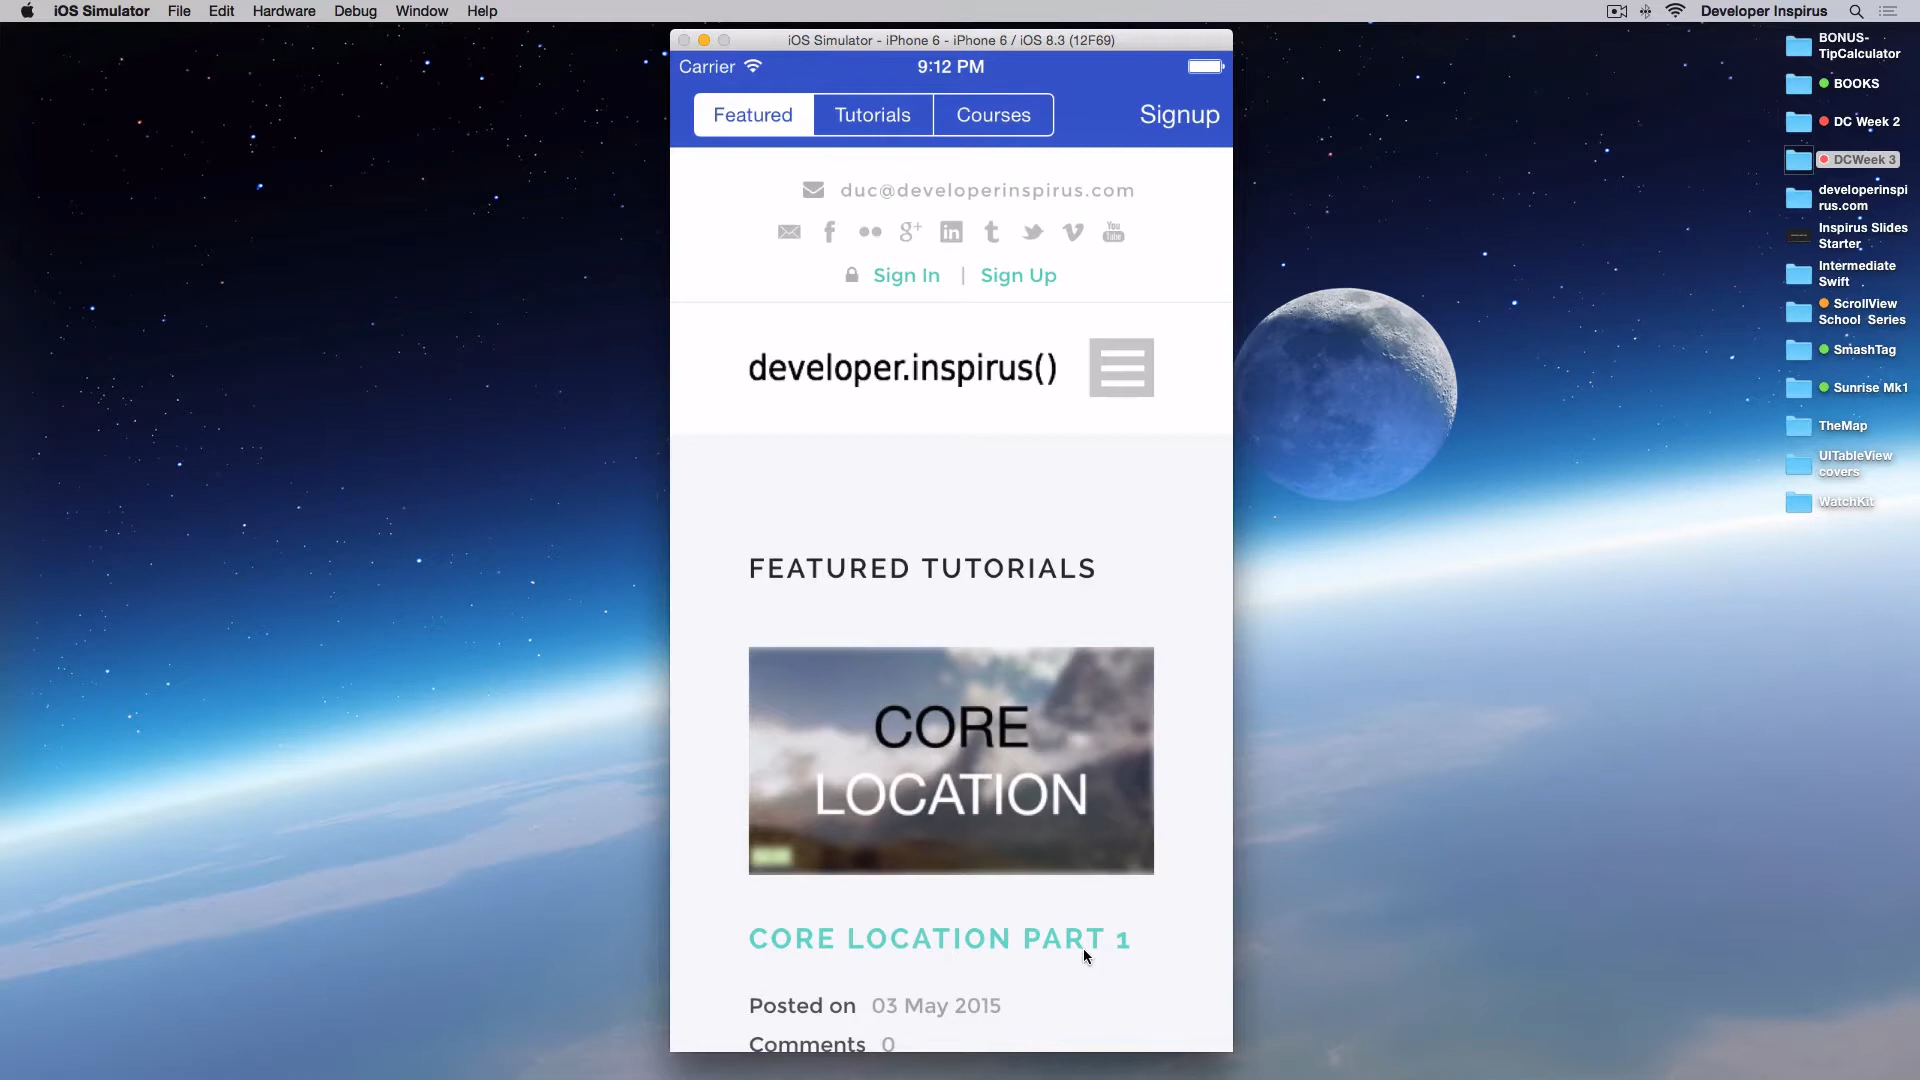 iOS Simulator File Edit Hardware Debug Window Help Developer Inspirus
iOS Simulator - iPhone 6 - iPhone 6 / iOS 8.3 (12F69)
Carrier 9:12 PM
Featured Tutorials Courses Signup
duc@developerinspirus.com
f g+ in t You Tube
Sign In | Sign Up
developer.inspirus()
FEATURED TUTORIALS
CORE
LOCATION
CORE LOCATION PART 1
Posted on 03 May 2015
Comments 0
BONUS-
TipCalculator
BOOKS
DC Week 2
DCWeek 3
developerinspi
rus.com
Inspirus Slides
Starter
Intermediate
Swift
ScrollView
School Series
SmashTag
Sunrise Mk1
TheMap
UITableView
covers
WatchKit